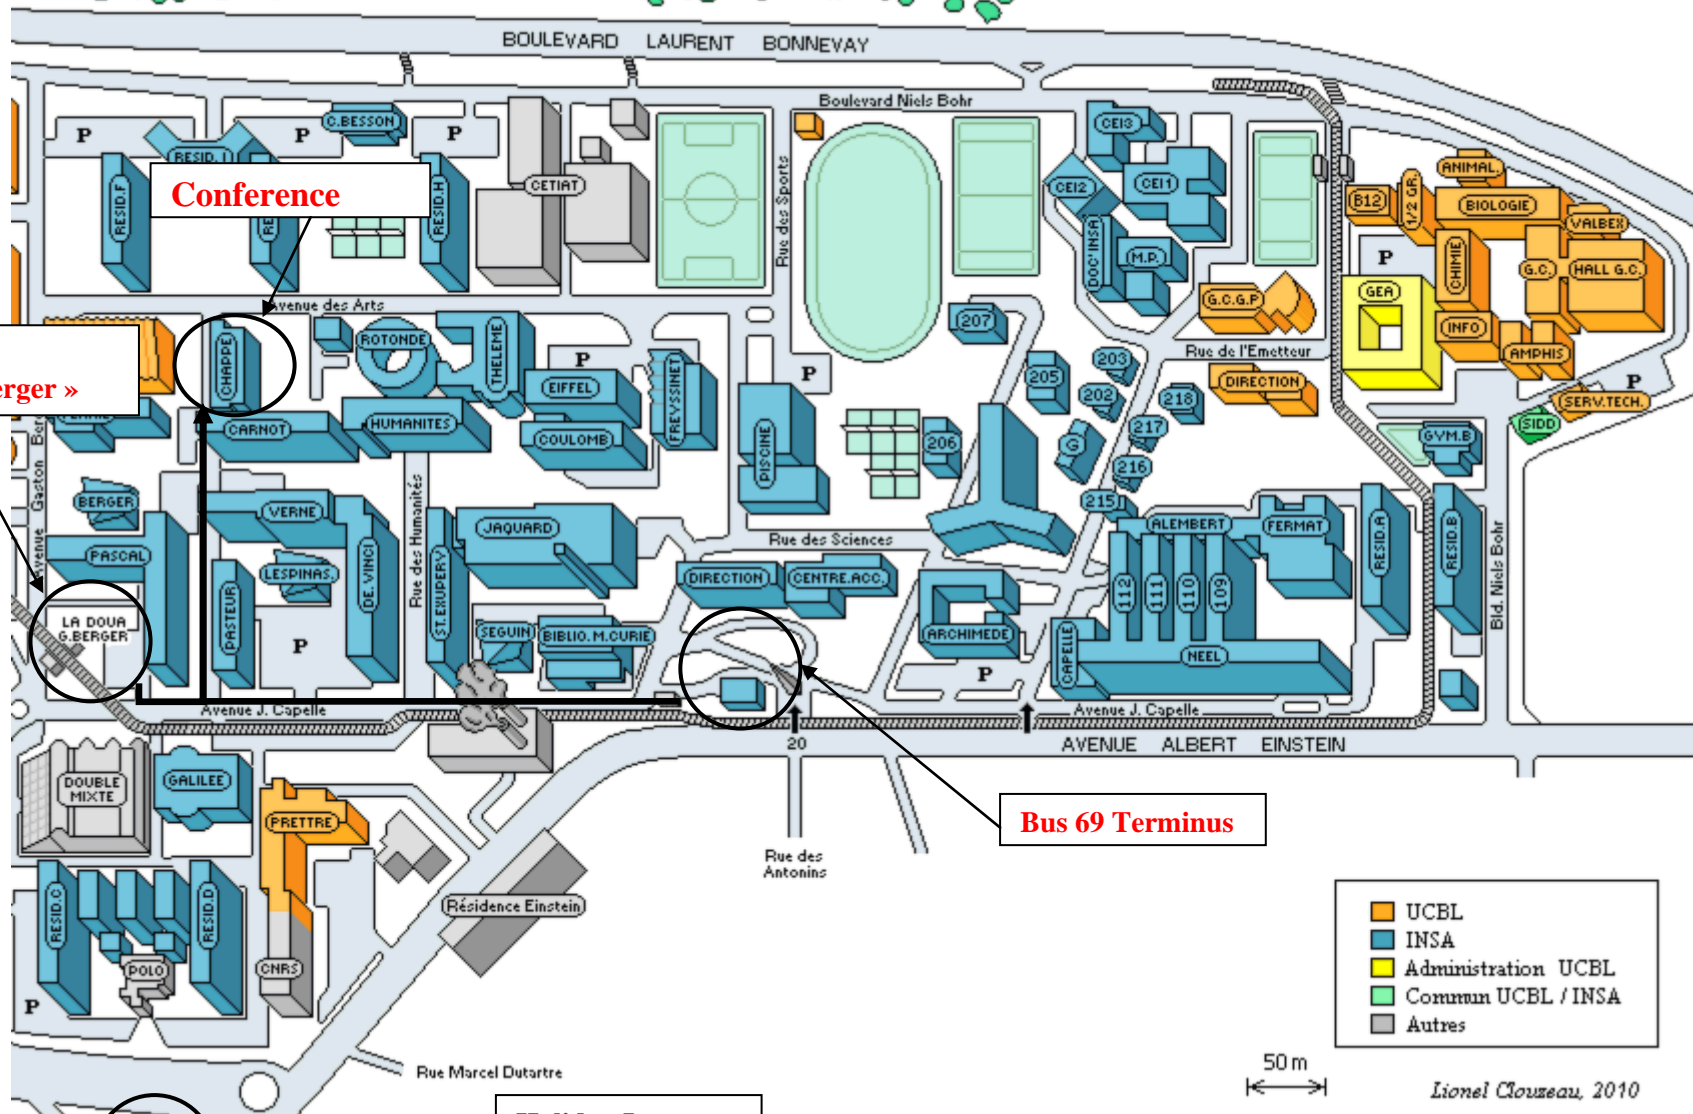 BOULEVARD LAURENT BONNEVAY
Boulevard Niels Bohr
P
P
P
C.BESSON
RESID. I
RESID.F
RESID.H
Conference
CETIAT
Rue des Sports
CEI3
CEI2
CEI1
DOC'INSA
M.P.
B12
1/2 GR.
ANIMAL.
BIOLOGIE
VALBEX
CHIMIE
G.C.
HALL G.C.
P
GEA
INFO
AMPHIS
P
SERV.TECH.
SIDD
G.C.G.P
Rue de l'Emetteur
DIRECTION
GYM.B
Avenue des Arts
erger »
CHAPPE
ROTONDE
THELEME
P
EIFFEL
FREYSSINET
COULOMB
HUMANITES
CARNOT
P
PISCINE
207
205
206
203
202
218
217
G
216
215
BERGER
PASCAL
VERNE
LESPINAS.
PASTEUR
DE. VINCI
P
Rue des Humanités
JAQUARD
ST. EXUPERY
SEGUIN
BIBLIO. M.CURIE
Rue des Sciences
DIRECTION
CENTRE.ACC.
ARCHIMEDE
P
CAPELLE
ALEMBERT
FERMAT
112
111
110
109
NEEL
RESID.A
RESID.B
Bld. Niels Bohr
LA DOUA
G.BERGER
Avenue J. Capelle
Avenue J. Capelle
20
AVENUE ALBERT EINSTEIN
DOUBLE
MIXTE
GALILEE
PRETTRE
Bus 69 Terminus
Rue des
Antonins
Résidence Einstein
RESID.C
RESID.D
POLO
CNRS
P
Rue Marcel Dutartre
UCBL
INSA
Administration UCBL
Commun UCBL / INSA
Autres
50 m
Lionel Clouzeau, 2010